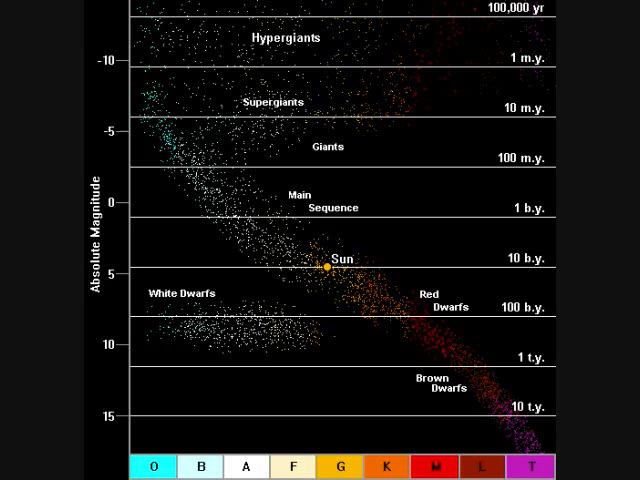 100,000 yr
Hypergiants
-10
1 m.y.
Supergiants
10 m.y.
-5
Giants
100 m.y.
Absolute Magnitude
0
Main
Sequence
1 b.y.
Sun
10 b.y.
5
White Dwarfs
Red
Dwarfs
100 b.y.
10
1 t.y.
Brown
Dwarfs
10 t.y.
15
O B A F G K M L T